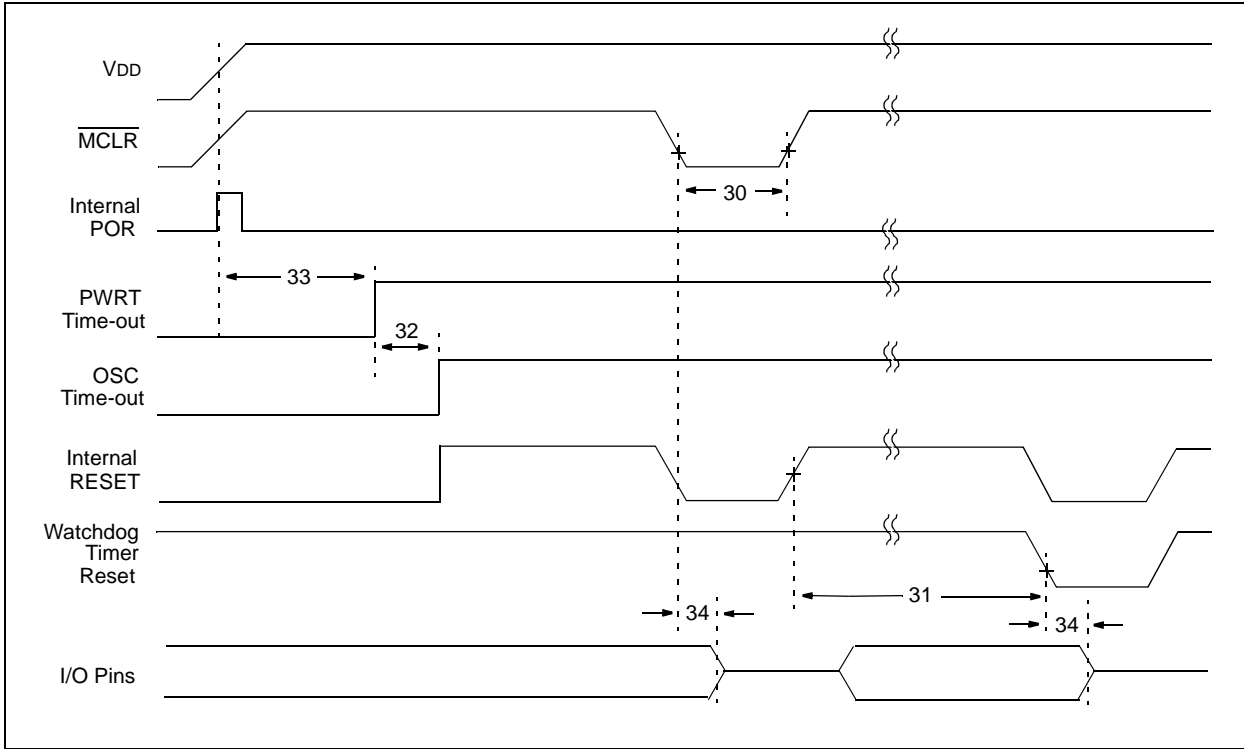 VDD
MCLR
30
Internal
POR
33
PWRT
Time-out
32
OSC
Time-out
Internal
RESET
Watchdog
Timer
Reset
31
34
34
I/O Pins